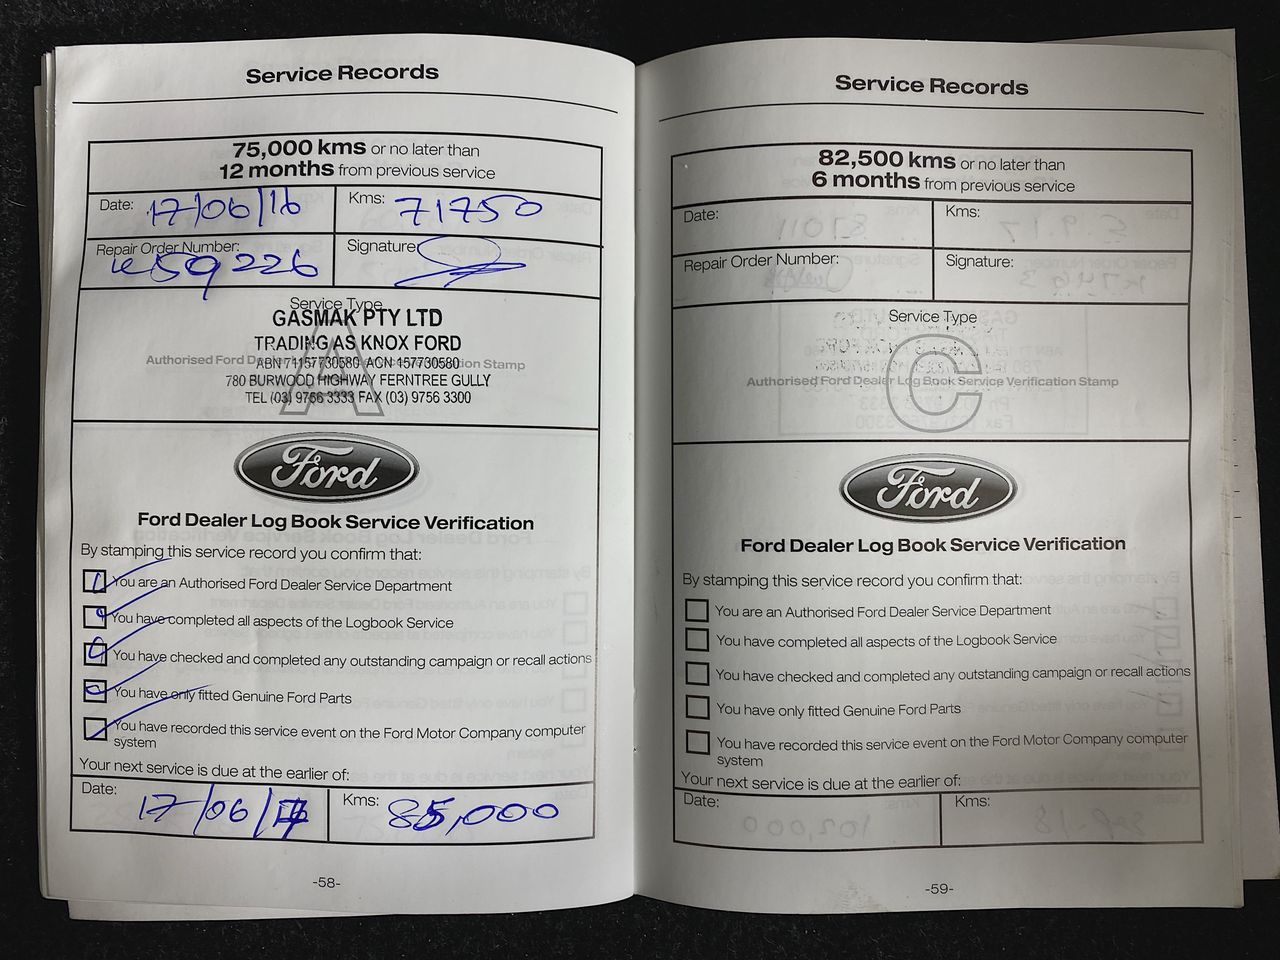 Service Records
75,000 kms or no later than
12 months from previous service
Date: 17/06/16
Kms: 71750
Repair Order Number: 59226
Signature:
Service Type
GASMAK PTY LTD
TRADING AS KNOX FORD
ABN 71157730580 ACN 157730580
Authorised Ford Dealer Log Book Service Verification Stamp
780 BURWOOD HIGHWAY FERNTREE GULLY
TEL (03) 9756 3333 FAX (03) 9756 3300
A
Ford
Ford Dealer Log Book Service Verification
By stamping this service record you confirm that:
You are an Authorised Ford Dealer Service Department
You have completed all aspects of the Logbook Service
You have checked and completed any outstanding campaign or recall actions
You have only fitted Genuine Ford Parts
You have recorded this service event on the Ford Motor Company computer
system
Your next service is due at the earlier of:
Date: 17/06/17
Kms: 85,000
-58-
Service Records
82,500 kms or no later than
6 months from previous service
Date:
Kms:
Repair Order Number:
Signature:
Service Type
Authorised Ford Dealer Log Book Service Verification Stamp
C
Ford
Ford Dealer Log Book Service Verification
By stamping this service record you confirm that:
You are an Authorised Ford Dealer Service Department
You have completed all aspects of the Logbook Service
You have checked and completed any outstanding campaign or recall actions
You have only fitted Genuine Ford Parts
You have recorded this service event on the Ford Motor Company computer
system
Your next service is due at the earlier of:
Date:
Kms:
-59-